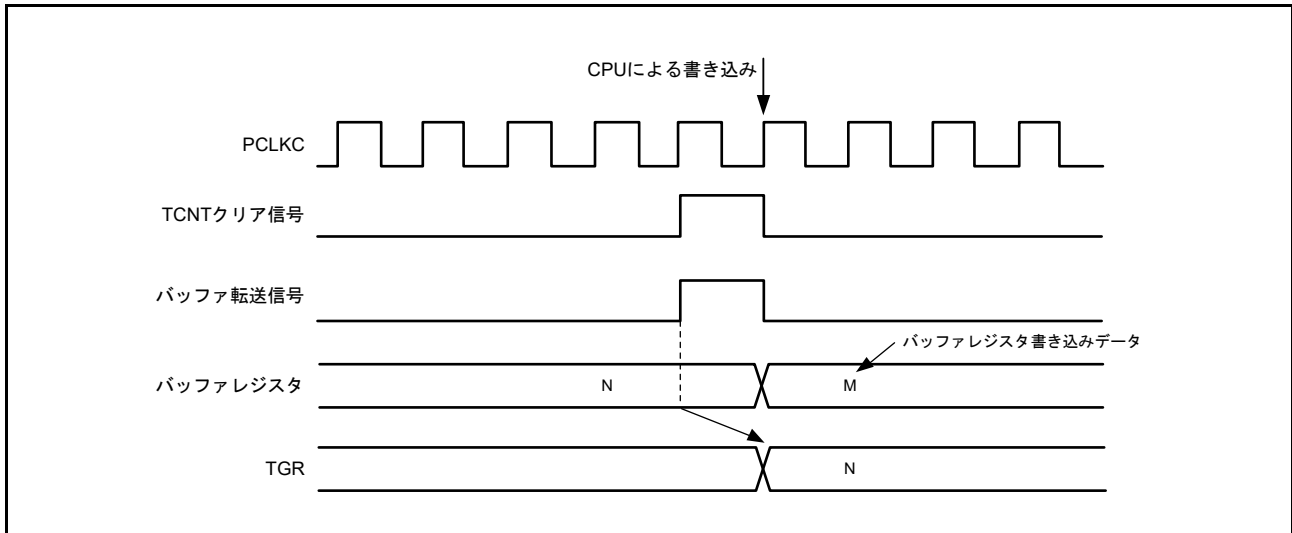 CPUによる書き込み
PCLKC
TCNTクリア信号
バッファ転送信号
バッファレジスタ書き込みデータ
バッファレジスタ
N
M
TGR
N